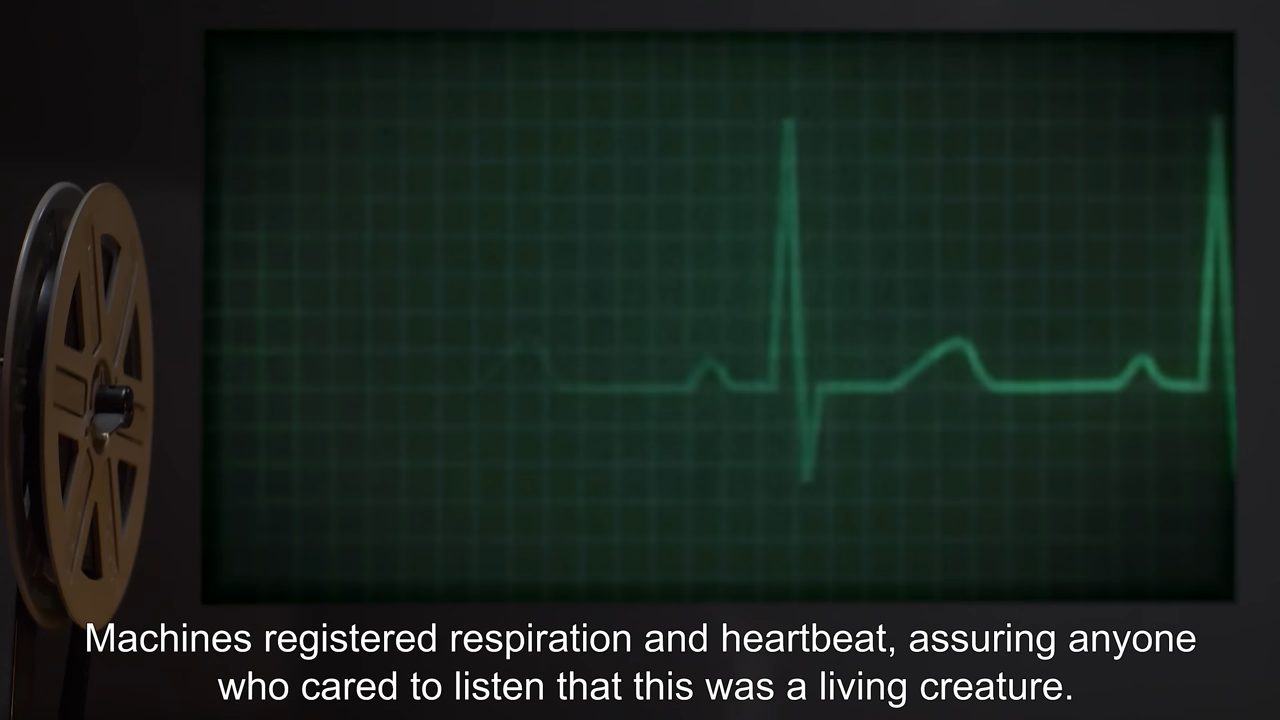 Machines registered respiration and heartbeat, assuring anyone
who cared to listen that this was a living creature.